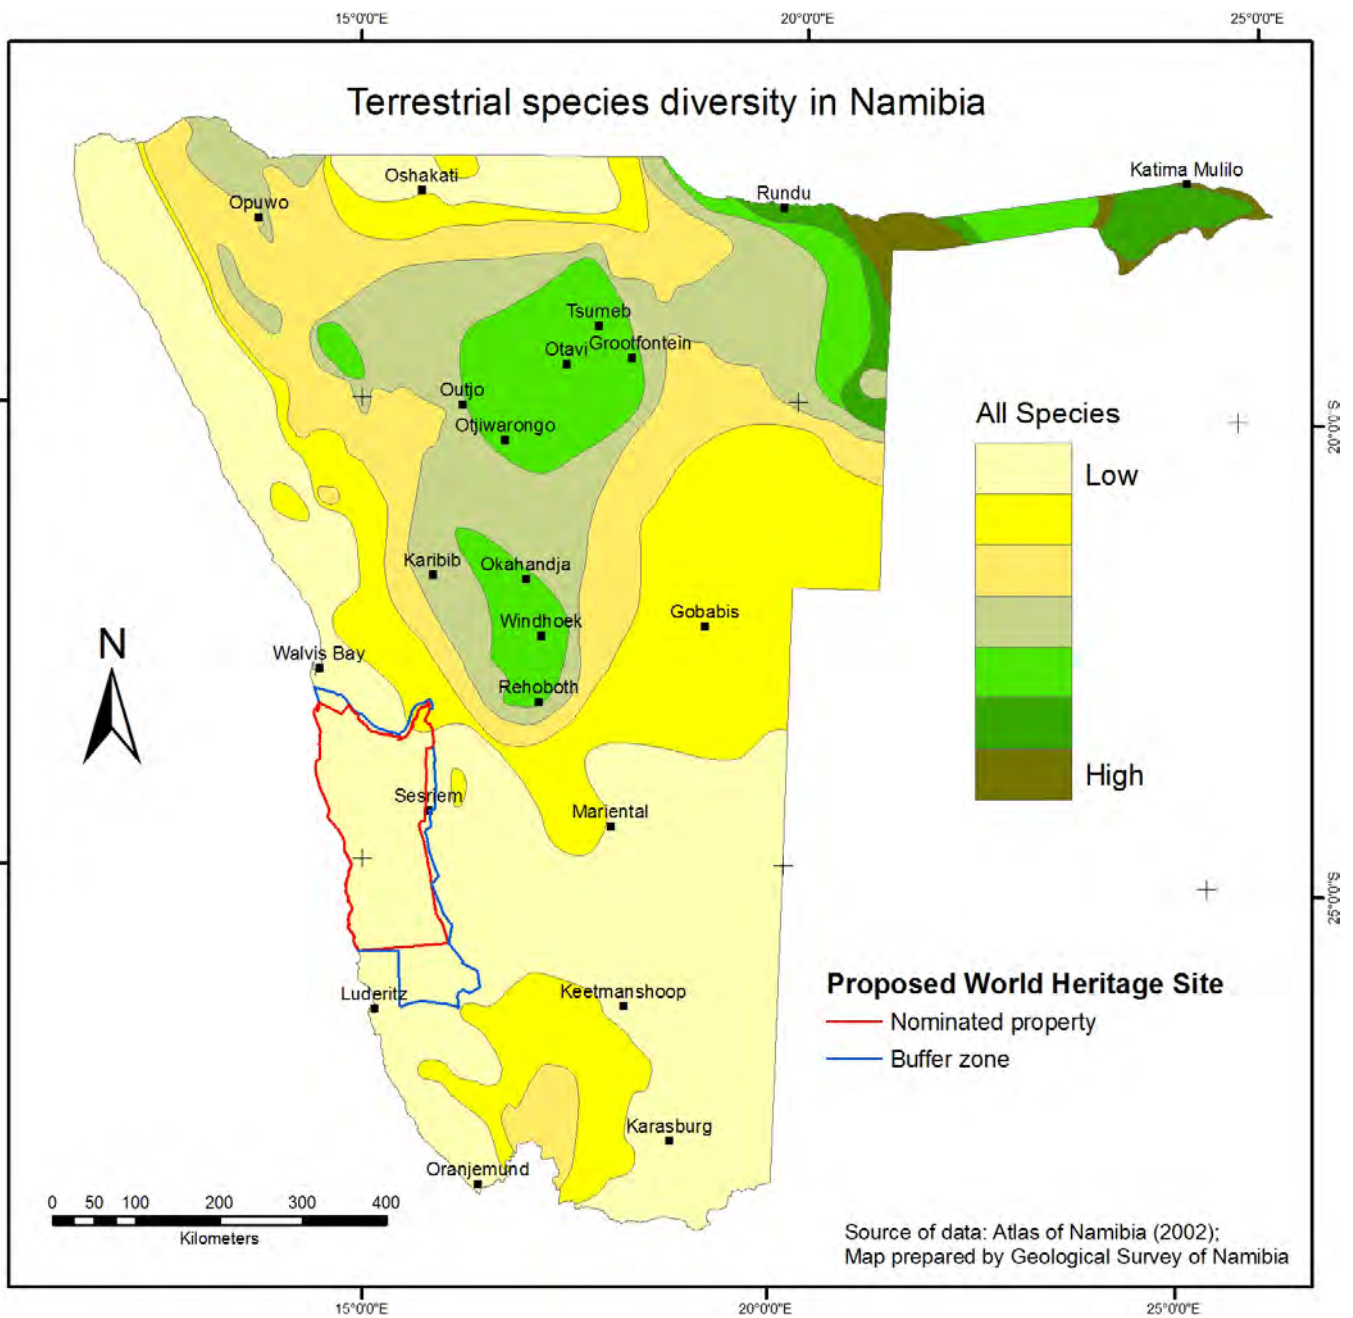 15°0'0"E 20°0'0"E 25°0'0"E
Terrestrial species diversity in Namibia
Katima Mulilo
Oshakati
Rundu
Opuwo
Tsumeb
Otavi Grootfontein
Outjo
Otjiwarongo
20°0'0"S
All Species
Low
Karibib Okahandja
Windhoek Gobabis
N
Walvis Bay
Rehoboth
High
Sesriem
Mariental
25°0'0"S
Proposed World Heritage Site
Luderitz Keetmanshoop
Nominated property
Buffer zone
Karasburg
Oranjemund
0 50 100 200 300 400
Kilometers
Source of data: Atlas of Namibia (2002);
Map prepared by Geological Survey of Namibia
15°0'0"E 20°0'0"E 25°0'0"E